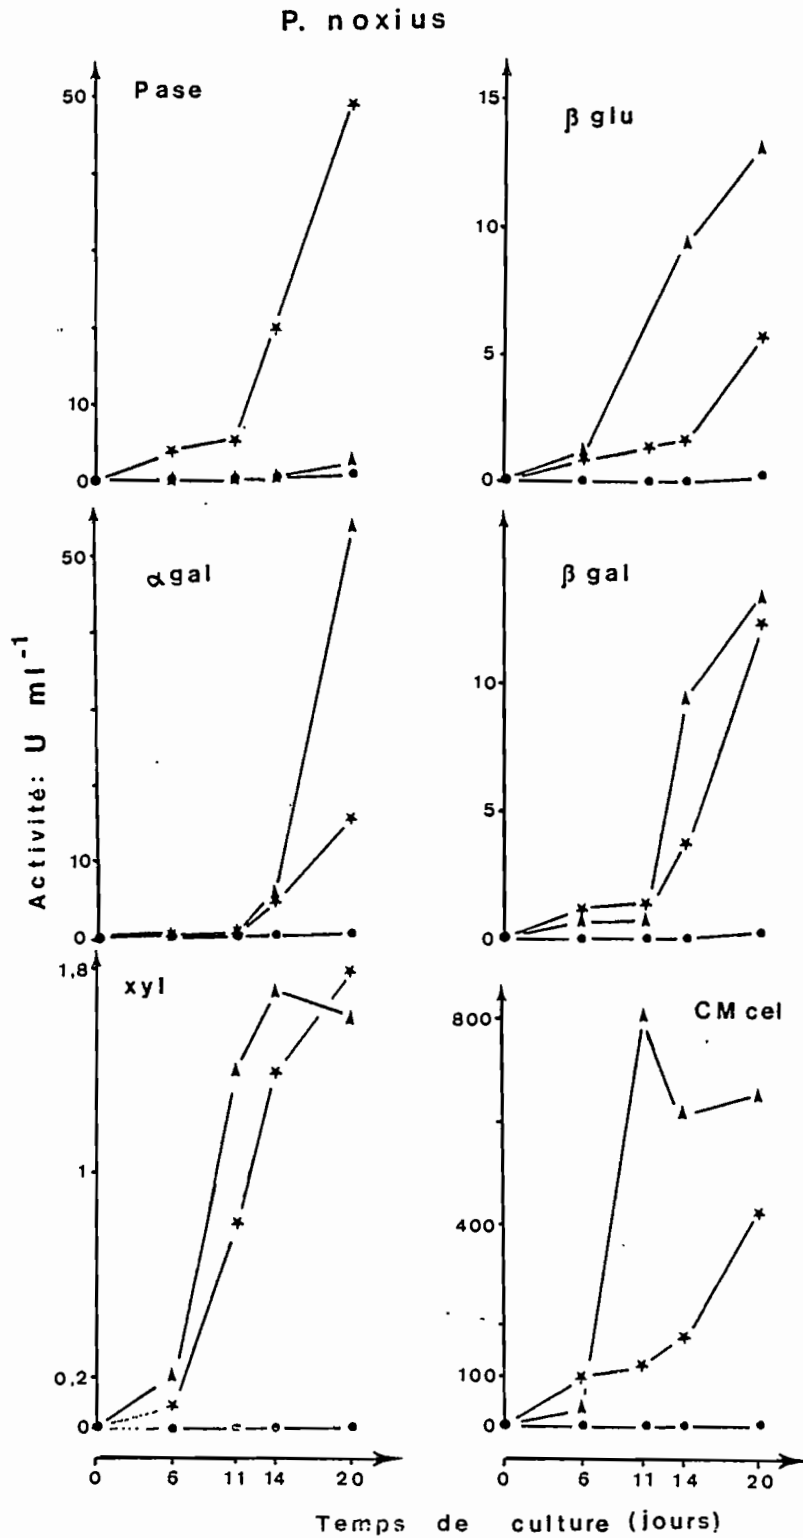 P. noxius
Pase
50
10
0
β glu
15
10
5
0
α gal
50
10
0
β gal
10
5
0
Activité: U ml⁻¹
xyl
1,8
1
0,2
0
CM cel
800
400
100
0
0 6 11 14 20
0 6 11 14 20
Temps de culture (jours)